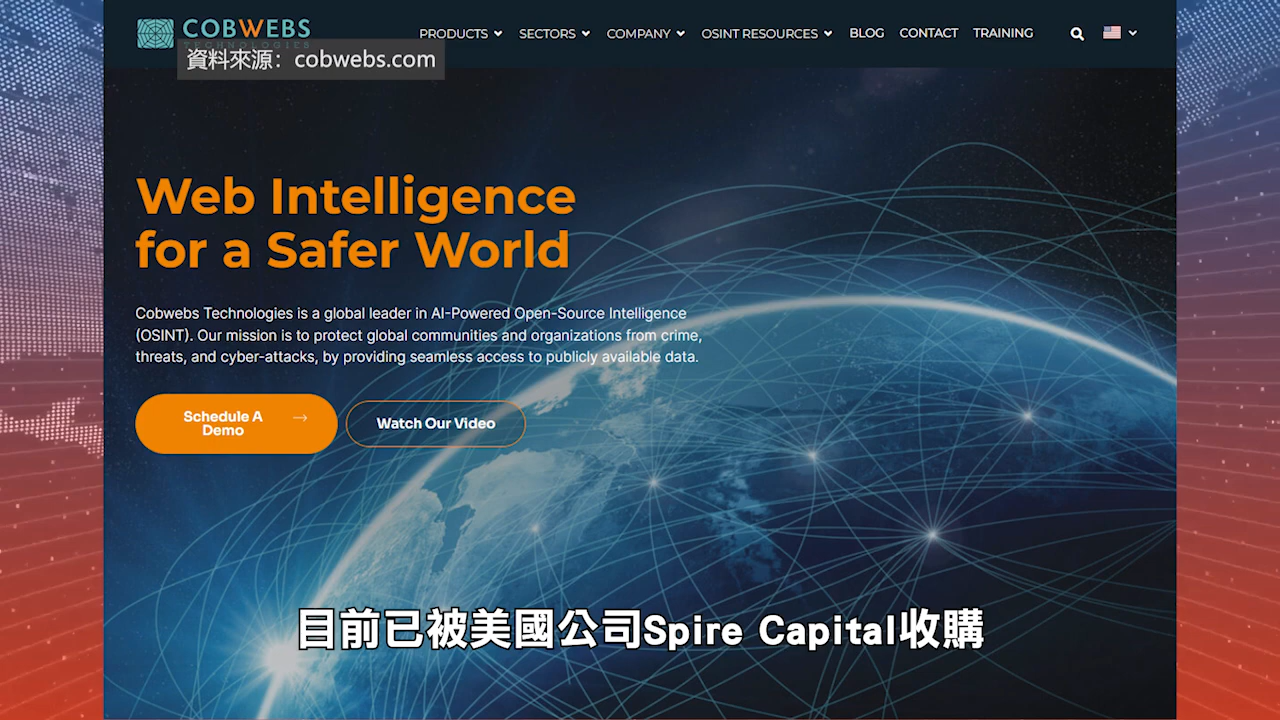 COBWEBS
TECHNOLOGIES
資料來源：cobwebs.com
PRODUCTS SECTORS COMPANY OSINT RESOURCES BLOG CONTACT TRAINING
Web Intelligence
for a Safer World
Cobwebs Technologies is a global leader in AI-Powered Open-Source Intelligence
(OSINT). Our mission is to protect global communities and organizations from crime,
threats, and cyber-attacks, by providing seamless access to publicly available data.
Schedule A
Demo
Watch Our Video
目前已被美國公司Spire Capital收購